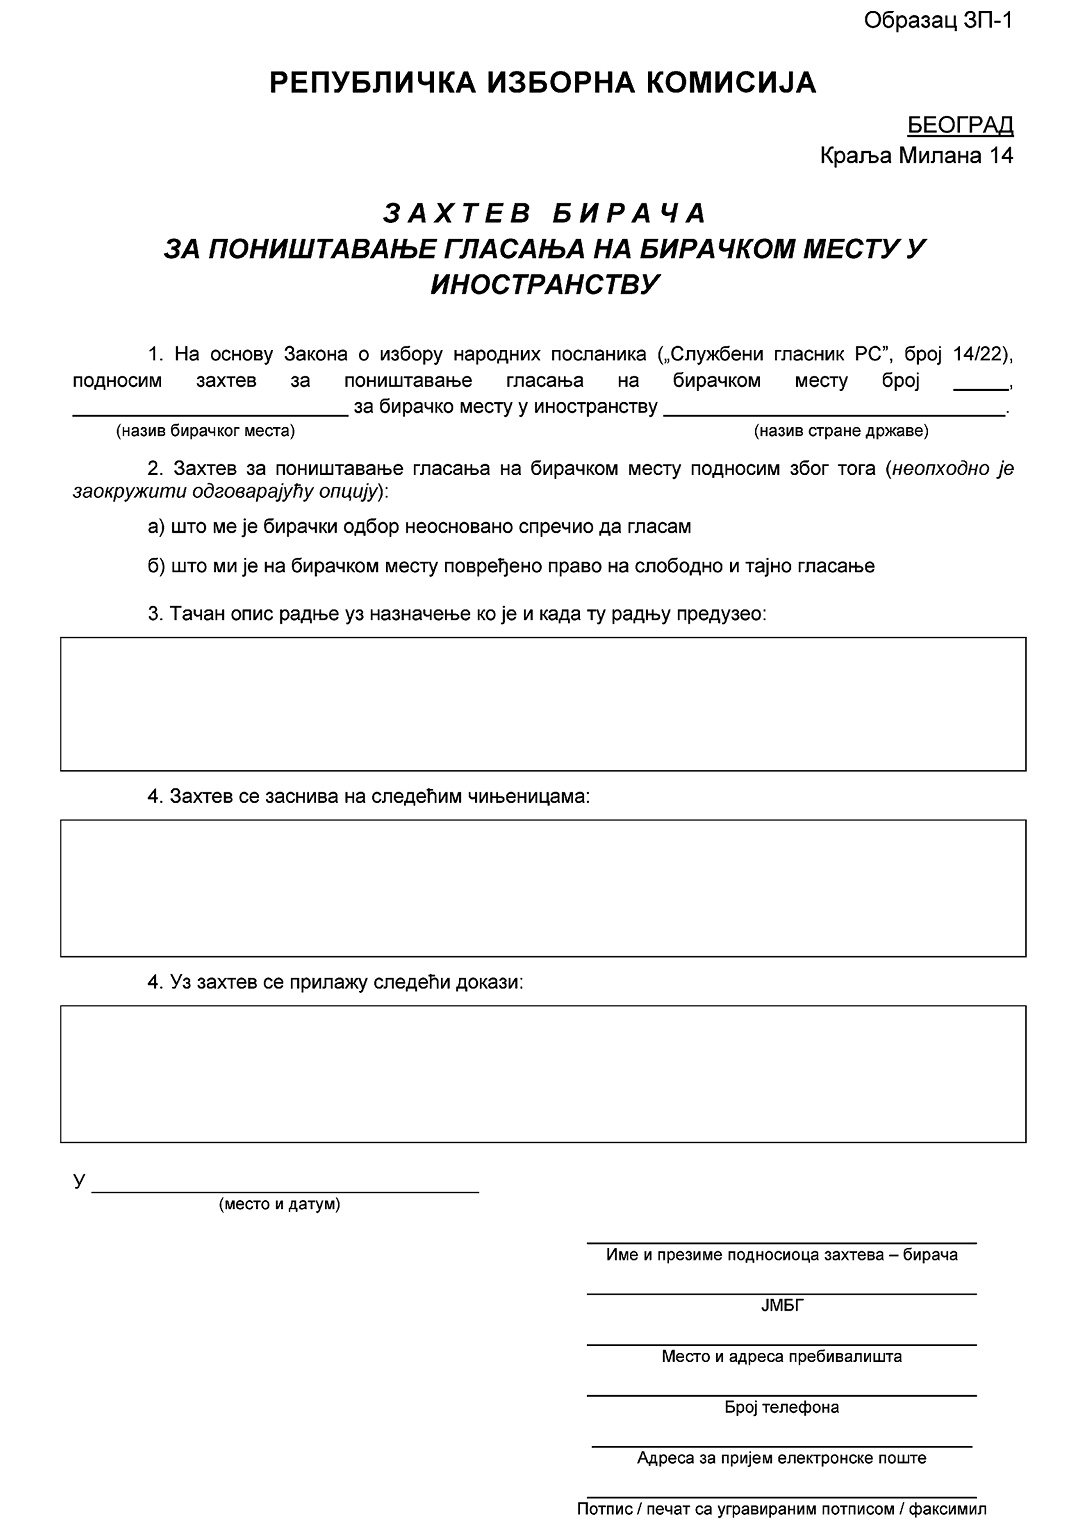 Образац ЗП-1
РЕПУБЛИЧКА ИЗБОРНА КОМИСИЈА
БЕОГРАД
Краља Милана 14
З А Х Т Е В Б И Р А Ч А
ЗА ПОНИШТАВАЊЕ ГЛАСАЊА НА БИРАЧКОМ МЕСТУ У
ИНОСТРАНСТВУ
1. На основу Закона о избору народних посланика („Службени гласник РС”, број 14/22),
подносим захтев за поништавање гласања на бирачком месту број _____,
_________________________ за бирачко месту у иностранству _______________________________.
(назив бирачког места) (назив стране државе)
2. Захтев за поништавање гласања на бирачком месту подносим због тога (неопходно је
заокружити одговарајућу опцију):
а) што ме је бирачки одбор неосновано спречио да гласам
б) што ми је на бирачком месту повређено право на слободно и тајно гласање
3. Тачан опис радње уз назначење ко је и када ту радњу предузео:
4. Захтев се заснива на следећим чињеницама:
4. Уз захтев се прилажу следећи докази:
У ___________________________________
(место и датум)
Име и презиме подносиоца захтева – бирача
ЈМБГ
Место и адреса пребивалишта
Број телефона
Адреса за пријем електронске поште
Потпис / печат са угравираним потписом / факсимил